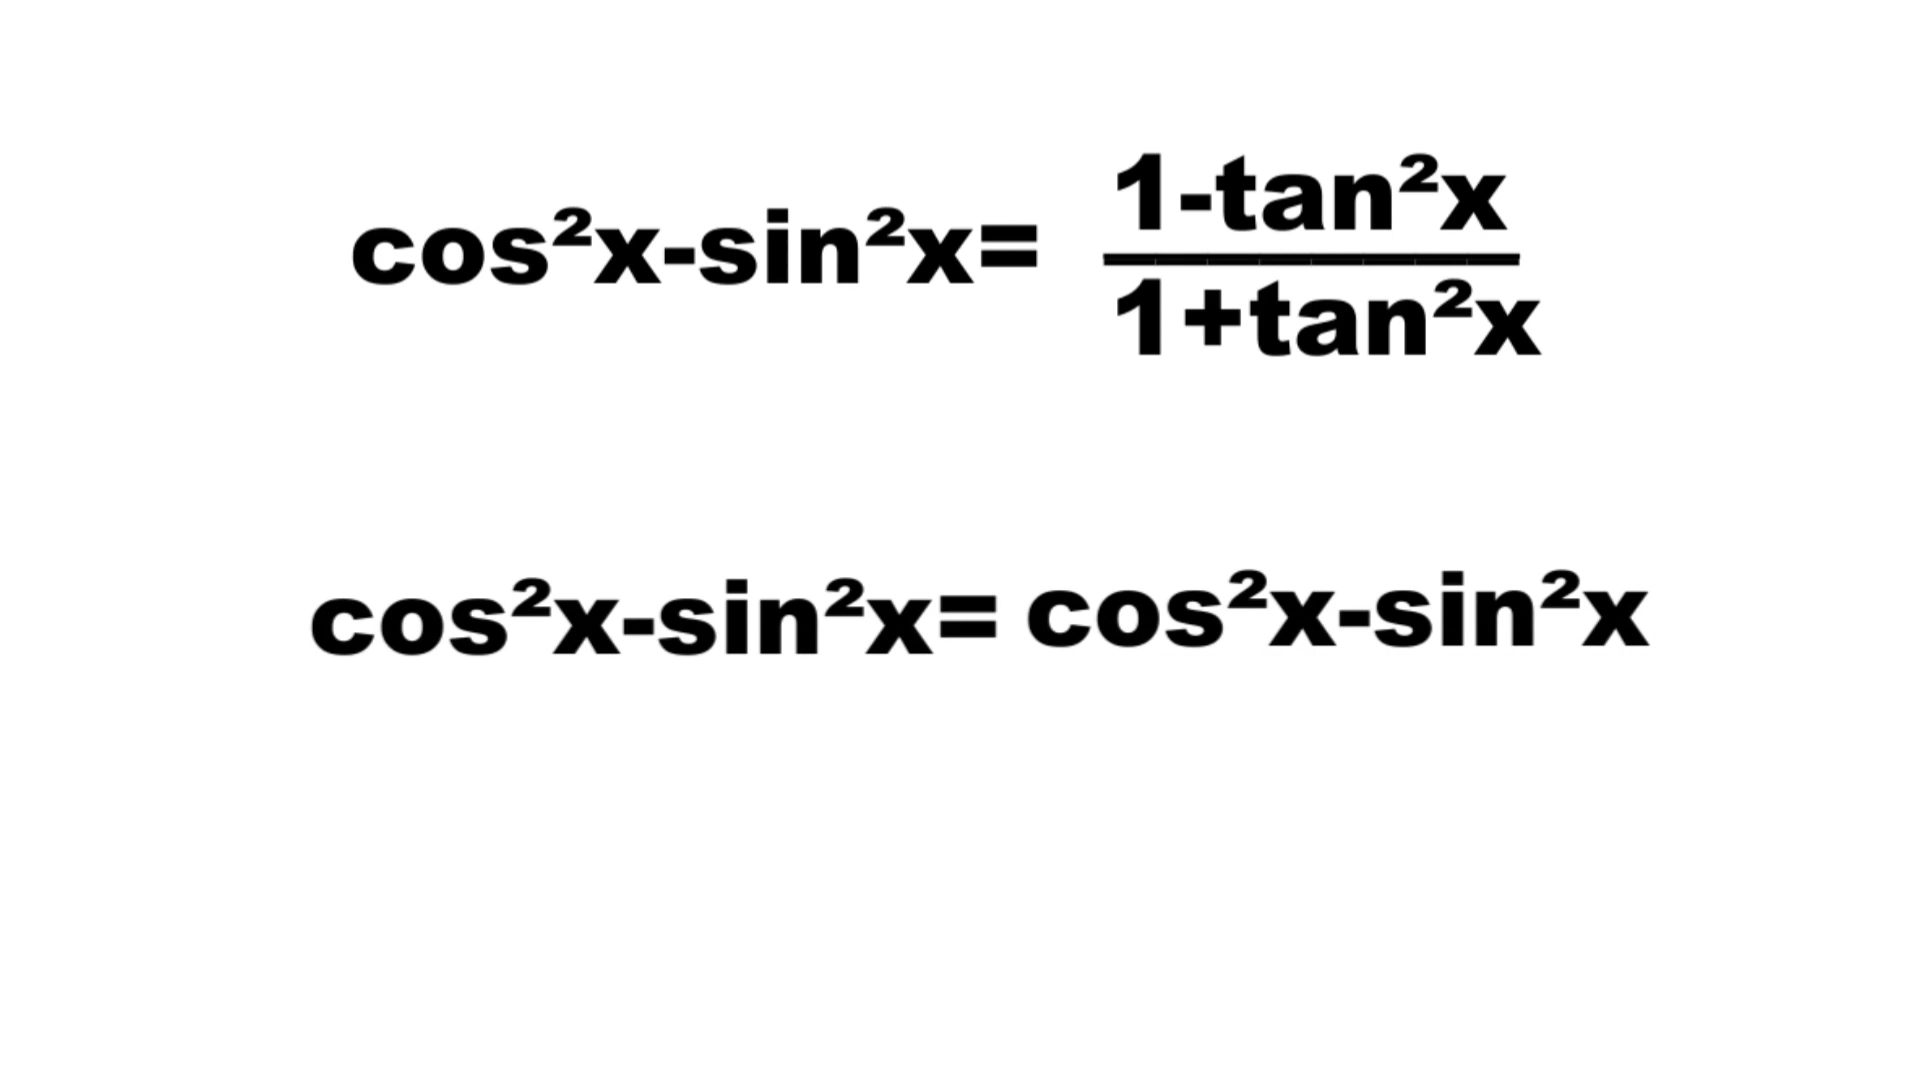 cos²x-sin²x= 1-tan²x
1+tan²x
cos²x-sin²x= cos²x-sin²x